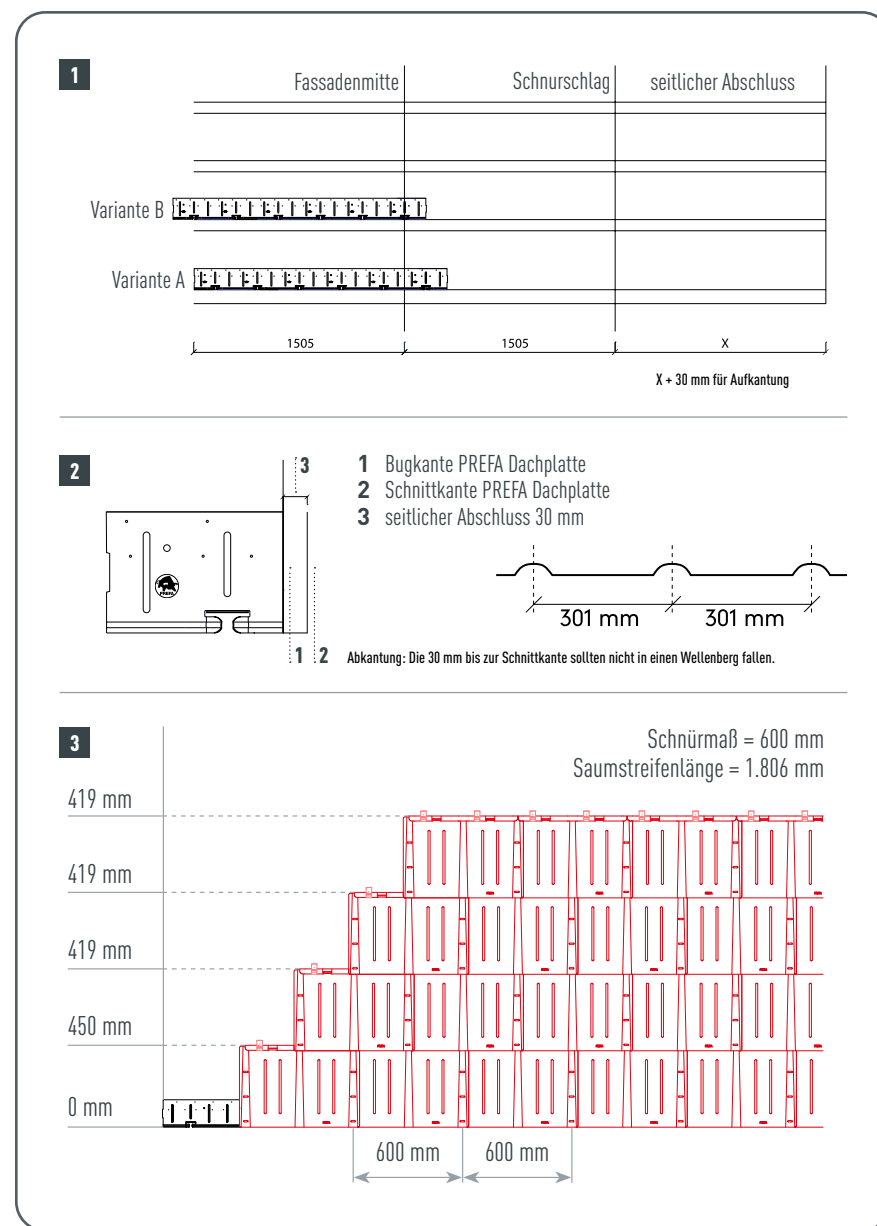 1
Fassadenmitte
Schnurschlag
seitlicher Abschluss
Variante B
Variante A
1505
1505
X
X + 30 mm für Aufkantung
2
3
1 Bugkante PREFA Dachplatte
2 Schnittkante PREFA Dachplatte
3 seitlicher Abschluss 30 mm
PREFA
301 mm
301 mm
1
2
Abkantung: Die 30 mm bis zur Schnittkante sollten nicht in einen Wellenberg fallen.
3
Schnürmaß = 600 mm
Saumstreifenlänge = 1.806 mm
419 mm
419 mm
419 mm
450 mm
0 mm
600 mm
600 mm